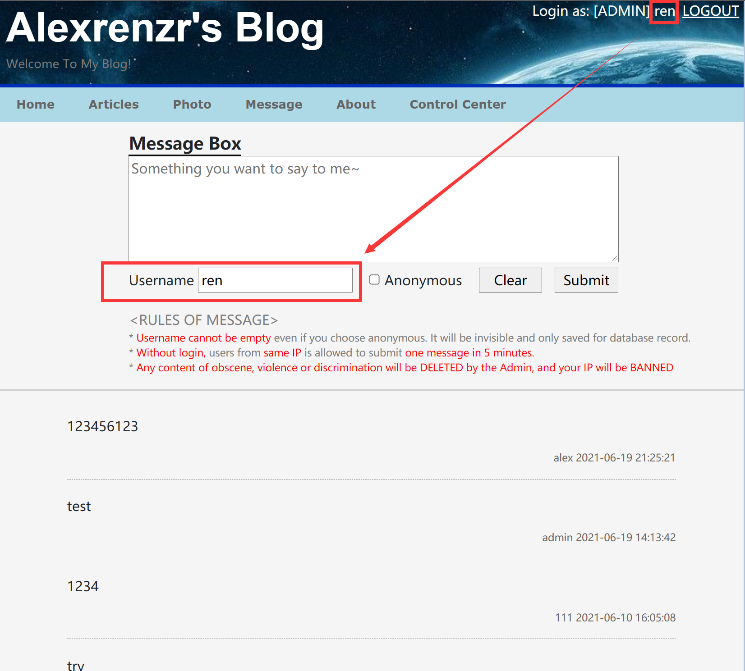 Alexrenzr's Blog
Login as: [ADMIN] ren LOGOUT
Welcome To My Blog!
Home Articles Photo Message About Control Center
Message Box
Something you want to say to me~
Username ren Anonymous Clear Submit
<RULES OF MESSAGE>
* Username cannot be empty even if you choose anonymous. It will be invisible and only saved for database record.
* Without login, users from same IP is allowed to submit one message in 5 minutes.
* Any content of obscene, violence or discrimination will be DELETED by the Admin, and your IP will be BANNED
123456123
alex 2021-06-19 21:25:21
test
admin 2021-06-19 14:13:42
1234
111 2021-06-10 16:05:08
try